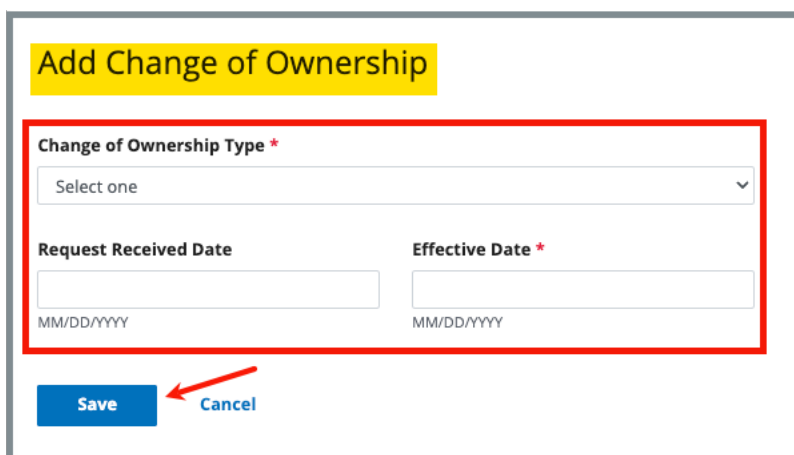 Add Change of Ownership
Change of Ownership Type *
Select one
Request Received Date Effective Date *
MM/DD/YYYY MM/DD/YYYY
Save Cancel